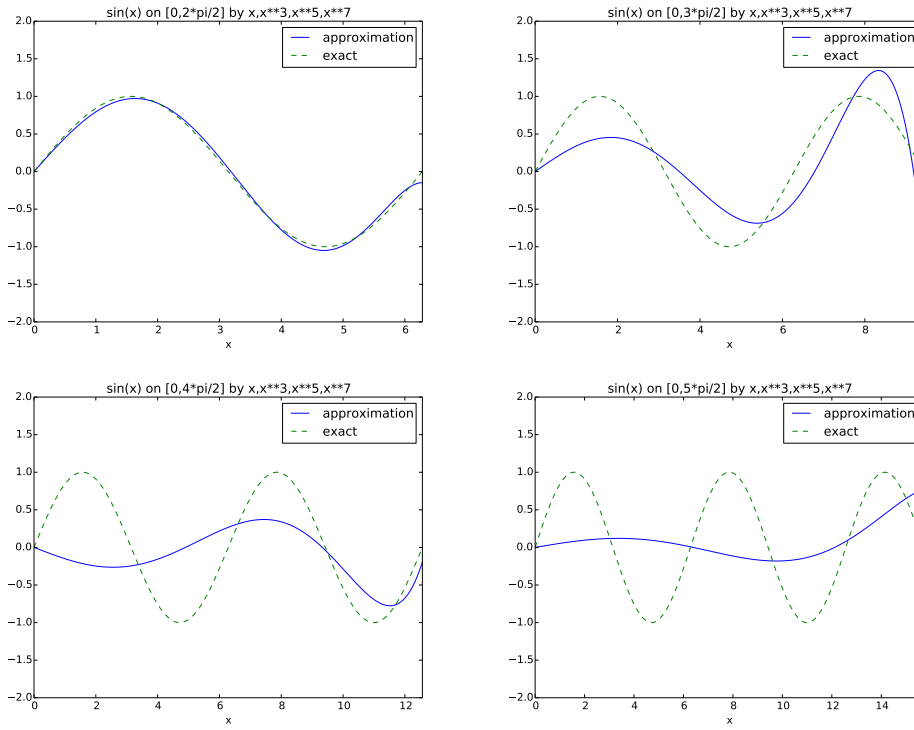 sin(x) on [0,2*pi/2] by x,x**3,x**5,x**7
2.0
1.5
1.0
0.5
0.0
−0.5
−1.0
−1.5
−2.0
approximation
exact
0 1 2 3 4 5 6
x
sin(x) on [0,3*pi/2] by x,x**3,x**5,x**7
2.0
1.5
1.0
0.5
0.0
−0.5
−1.0
−1.5
−2.0
approximation
exact
0 2 4 6 8
x
sin(x) on [0,4*pi/2] by x,x**3,x**5,x**7
2.0
1.5
1.0
0.5
0.0
−0.5
−1.0
−1.5
−2.0
approximation
exact
0 2 4 6 8 10 12
x
sin(x) on [0,5*pi/2] by x,x**3,x**5,x**7
2.0
1.5
1.0
0.5
0.0
−0.5
−1.0
−1.5
−2.0
approximation
exact
0 2 4 6 8 10 12 14
x